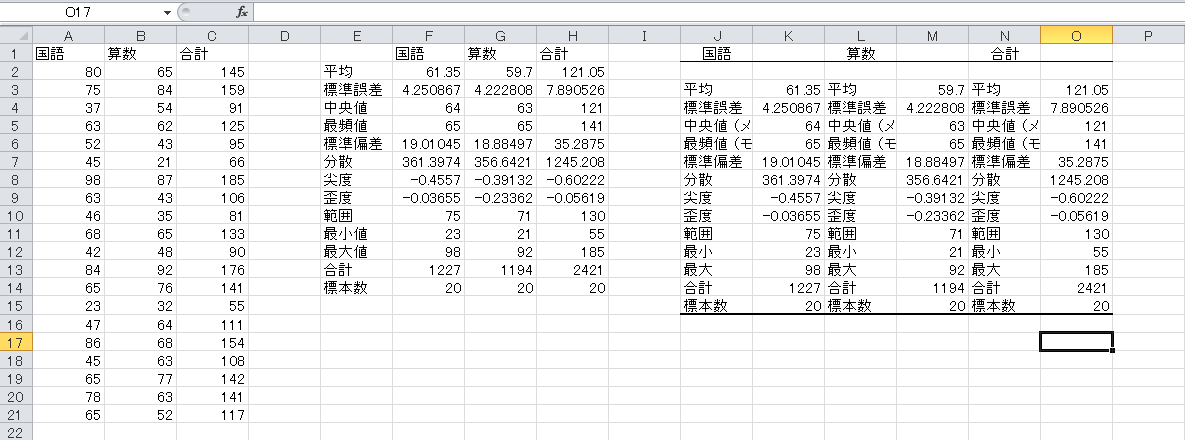 O17 fx
A B C D E F G H I J K L M N O P
1 国語 算数 合計 国語 算数 合計 国語 算数 合計
2 80 65 145 平均 61.35 59.7 121.05
3 75 84 159 標準誤差 4.250867 4.222808 7.890526 平均 61.35 平均 59.7 平均 121.05
4 37 54 91 中央値 64 63 121 標準誤差 4.250867 標準誤差 4.222808 標準誤差 7.890526
5 63 62 125 最頻値 65 65 141 中央値（メ 64 中央値（メ 63 中央値（メ 121
6 52 43 95 標準偏差 19.01045 18.88497 35.2875 最頻値（モ 65 最頻値（モ 65 最頻値（モ 141
7 45 21 66 分散 361.3974 356.6421 1245.208 標準偏差 19.01045 標準偏差 18.88497 標準偏差 35.2875
8 98 87 185 尖度 -0.4557 -0.39132 -0.60222 分散 361.3974 分散 356.6421 分散 1245.208
9 63 43 106 歪度 -0.03655 -0.23362 -0.05619 尖度 -0.4557 尖度 -0.39132 尖度 -0.60222
10 46 35 81 範囲 75 71 130 歪度 -0.03655 歪度 -0.23362 歪度 -0.05619
11 68 65 133 最小値 23 21 55 範囲 75 範囲 71 範囲 130
12 42 48 90 最大値 98 92 185 最小 23 最小 21 最小 55
13 84 92 176 合計 1227 1194 2421 最大 98 最大 92 最大 185
14 65 76 141 標本数 20 20 20 合計 1227 合計 1194 合計 2421
15 23 32 55 標本数 20 標本数 20 標本数 20
16 47 64 111
17 86 68 154
18 45 63 108
19 65 77 142
20 78 63 141
21 65 52 117
22